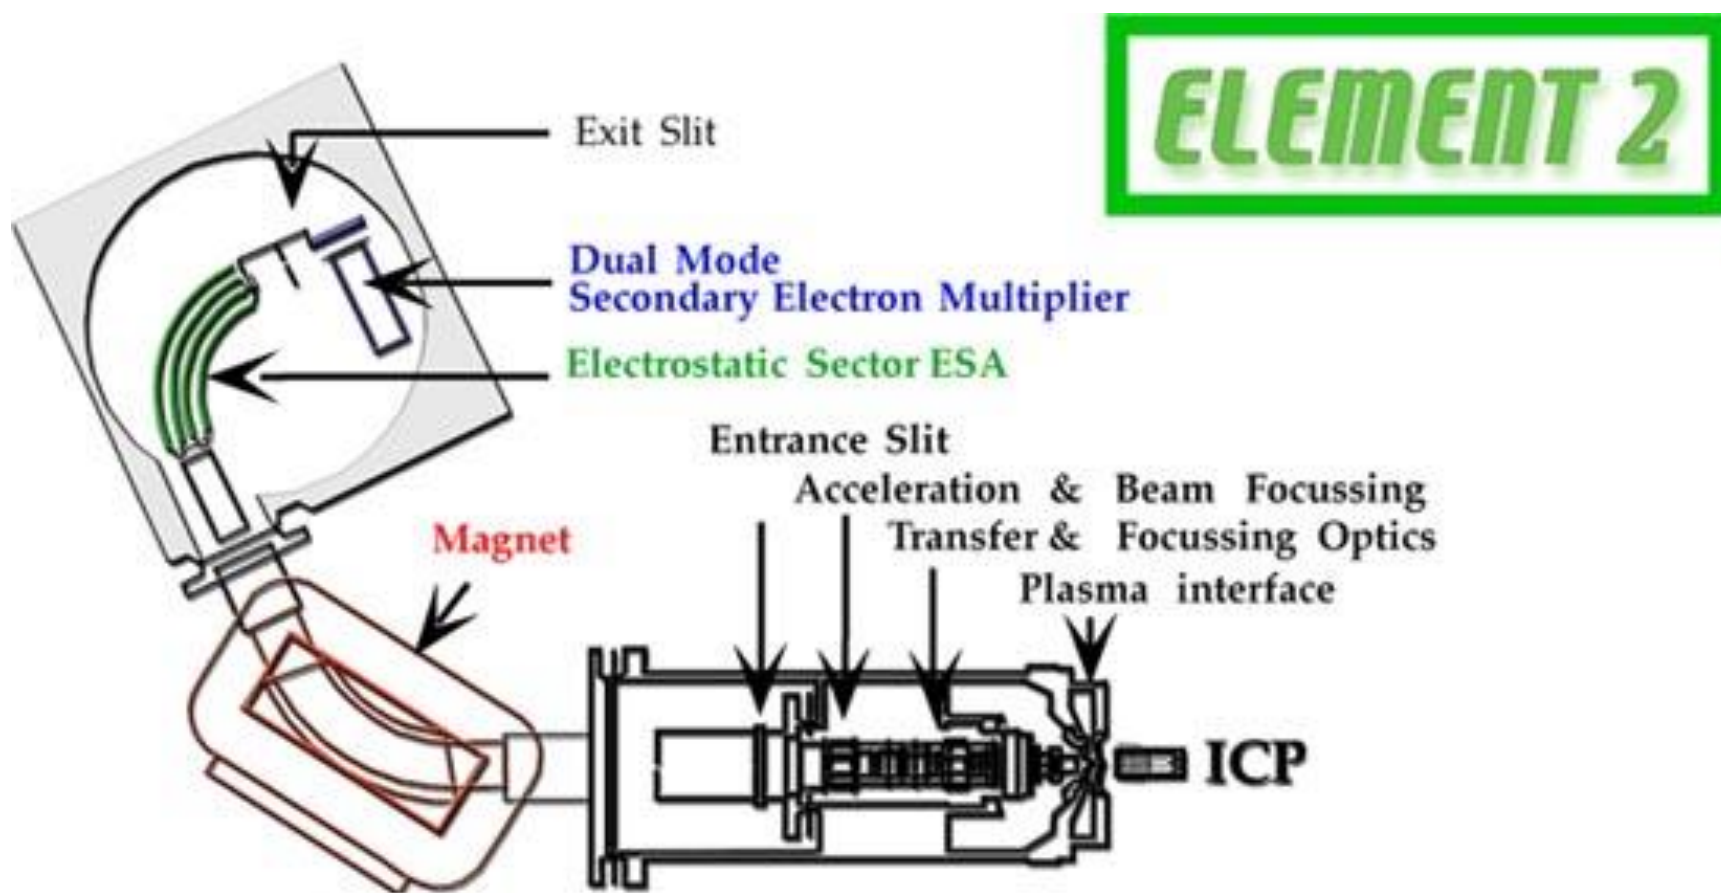 ELEMENT 2
Exit Slit
Dual Mode
Secondary Electron Multiplier
Electrostatic Sector ESA
Entrance Slit
Acceleration & Beam Focussing
Transfer & Focussing Optics
Plasma interface
Magnet
ICP